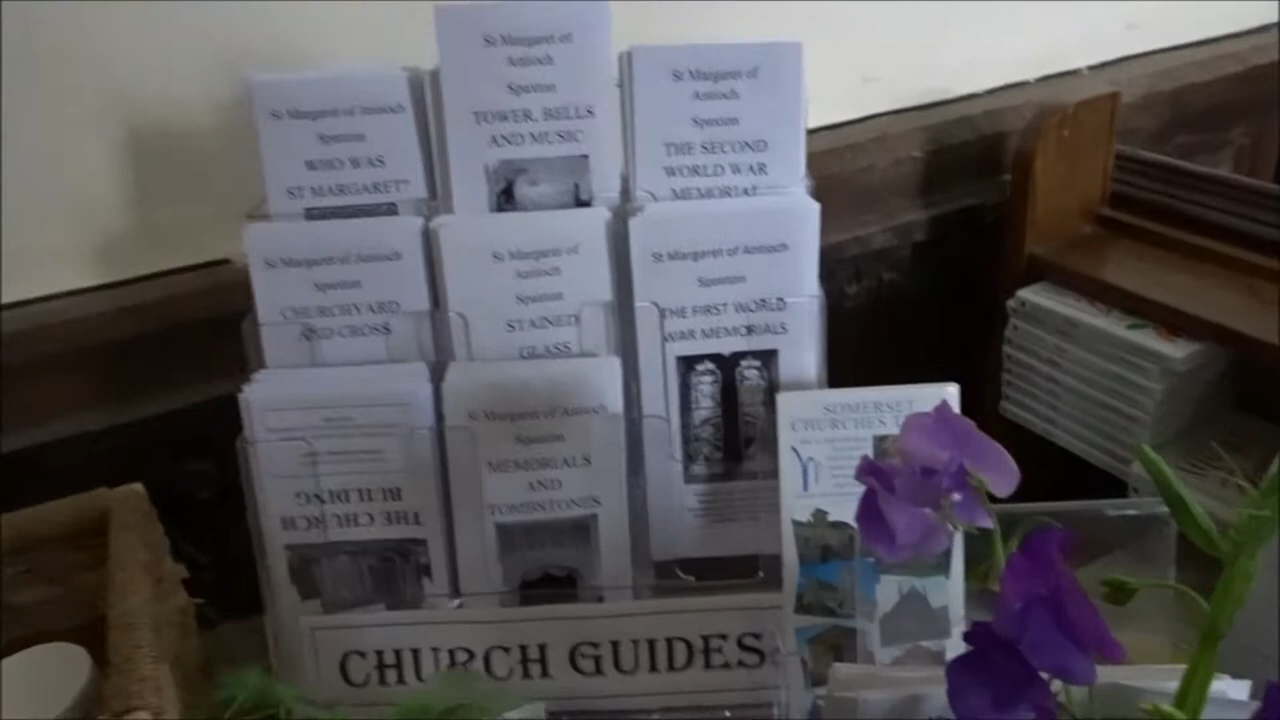 St Margaret of Antioch
Spaxton
WHO WAS
ST MARGARET?
St Margaret of
Antioch
Spaxton
TOWER, BELLS
AND MUSIC
St Margaret of
Antioch
Spaxton
THE SECOND
WORLD WAR
MEMORIAL
St Margaret of Antioch
Spaxton
CHURCHYARD
AND CROSS
St Margaret of
Antioch
Spaxton
STAINED
GLASS
St Margaret of Antioch
Spaxton
THE FIRST WORLD
WAR MEMORIALS
THE CHURCH
BUILDING
St Margaret of Antioch
Spaxton
MEMORIALS
AND
TOMBSTONES
SOMERSET
CHURCHES
CHURCH GUIDES